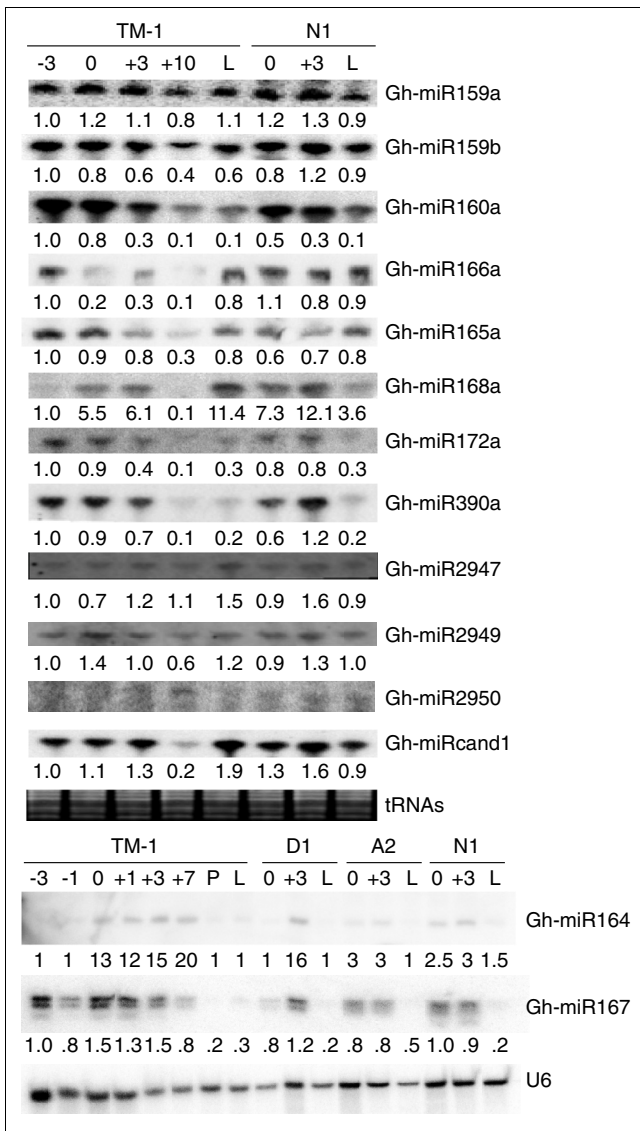 TM-1 N1
-3 0 +3 +10 L 0 +3 L
Gh-miR159a
1.0 1.2 1.1 0.8 1.1 1.2 1.3 0.9
Gh-miR159b
1.0 0.8 0.6 0.4 0.6 0.8 1.2 0.9
Gh-miR160a
1.0 0.8 0.3 0.1 0.1 0.5 0.3 0.1
Gh-miR166a
1.0 0.2 0.3 0.1 0.8 1.1 0.8 0.9
Gh-miR165a
1.0 0.9 0.8 0.3 0.8 0.6 0.7 0.8
Gh-miR168a
1.0 5.5 6.1 0.1 11.4 7.3 12.1 3.6
Gh-miR172a
1.0 0.9 0.4 0.1 0.3 0.8 0.8 0.3
Gh-miR390a
1.0 0.9 0.7 0.1 0.2 0.6 1.2 0.2
Gh-miR2947
1.0 0.7 1.2 1.1 1.5 0.9 1.6 0.9
Gh-miR2949
1.0 1.4 1.0 0.6 1.2 0.9 1.3 1.0
Gh-miR2950
Gh-miRcand1
1.0 1.1 1.3 0.2 1.9 1.3 1.6 0.9
tRNAs
TM-1 D1 A2 N1
-3 -1 0 +1 +3 +7 P L 0 +3 L 0 +3 L 0 +3 L
Gh-miR164
1 1 13 12 15 20 1 1 1 16 1 3 3 1 2.5 3 1.5
Gh-miR167
1.0 .8 1.5 1.3 1.5 .8 .2 .3 .8 1.2 .2 .8 .8 .5 1.0 .9 .2
U6